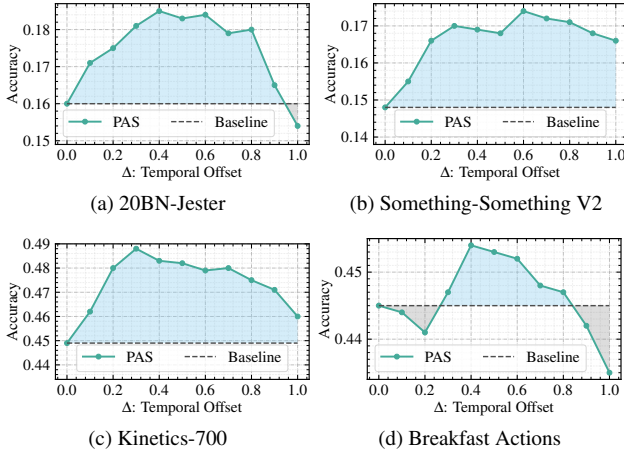 0.18
0.17
0.16
0.15
Accuracy
PAS
Baseline
0.0 0.2 0.4 0.6 0.8 1.0
Δ: Temporal Offset
(a) 20BN-Jester
0.17
0.16
0.15
0.14
Accuracy
PAS
Baseline
0.0 0.2 0.4 0.6 0.8 1.0
Δ: Temporal Offset
(b) Something-Something V2
0.49
0.48
0.47
0.46
0.45
0.44
Accuracy
PAS
Baseline
0.0 0.2 0.4 0.6 0.8 1.0
Δ: Temporal Offset
(c) Kinetics-700
0.45
0.44
Accuracy
PAS
Baseline
0.0 0.2 0.4 0.6 0.8 1.0
Δ: Temporal Offset
(d) Breakfast Actions